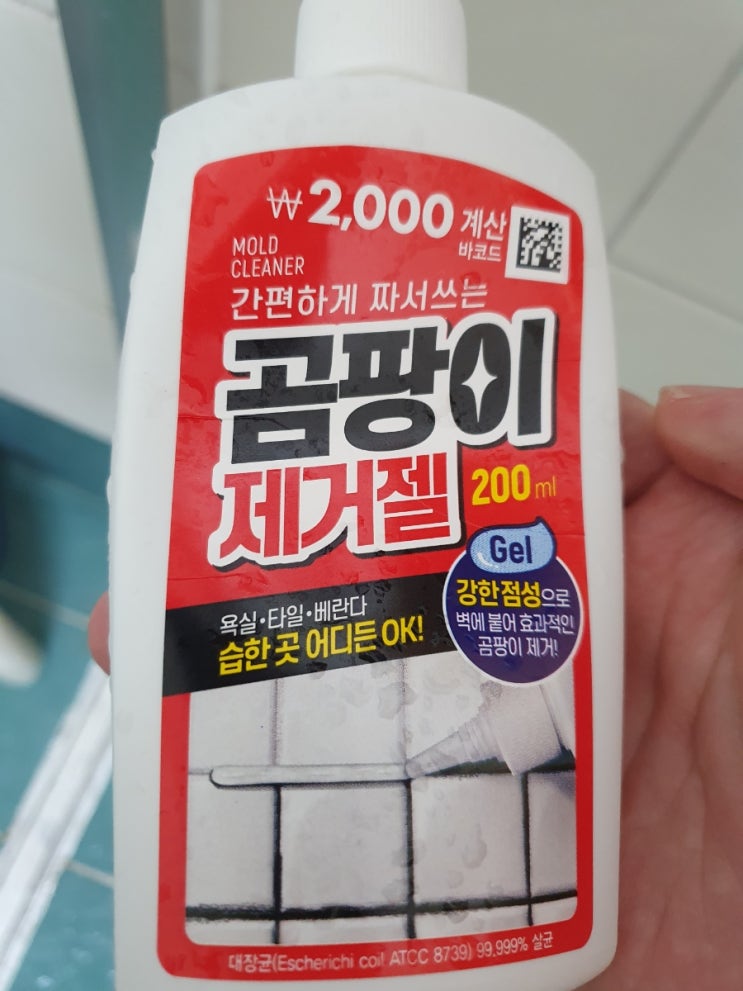 ₩2,000 계산
바코드
MOLD
CLEANER
간편하게 짜서쓰는
곰팡이
제거젤
200ml
Gel
강한 점성으로
벽에 붙어 효과적인
곰팡이 제거!
욕실·타일·베란다
습한 곳 어디든 OK!
대장균(Escherichi coil ATCC 8739) 99.999% 살균